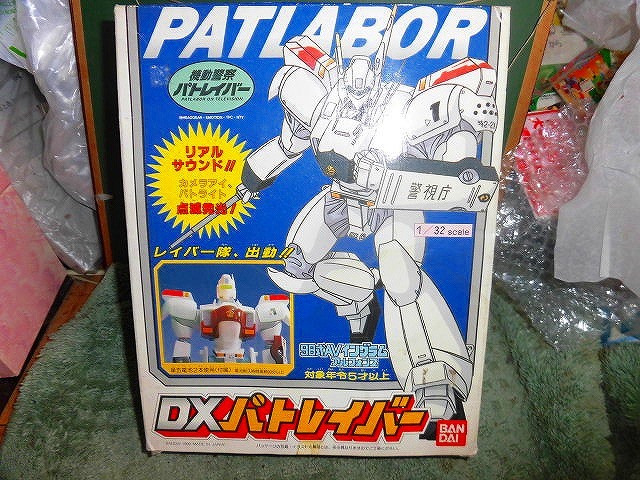 PATLABOR
機動警察
パトレイバー
PATLABOR ON TELEVISION
リアル
サウンド!!
カメラアイ、
パトライト
点滅発光!
1
警視庁
1/32 scale
レイバー隊、出動!!
98式AVイングラム
対象年令5才以上
DXパトレイバー
BAN
DAI